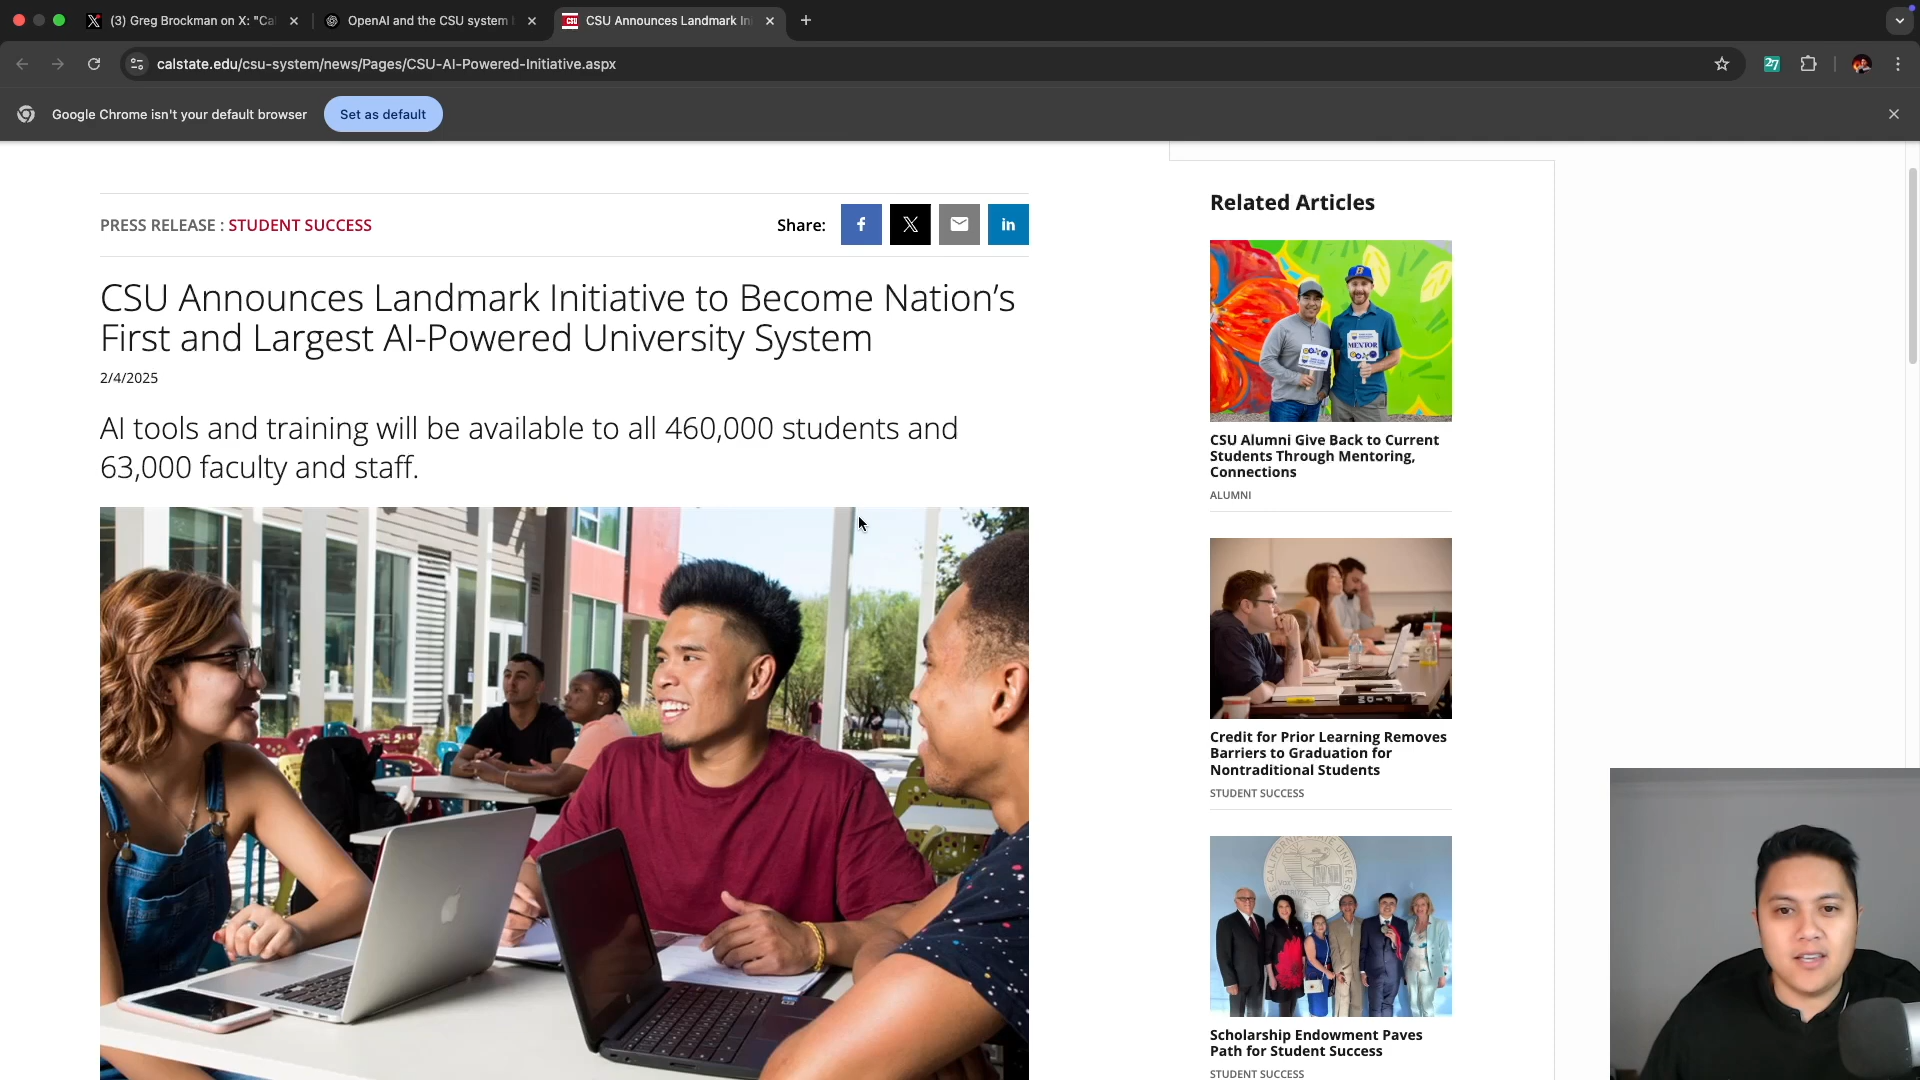 (3) Greg Brockman on X: "Ca
OpenAI and the CSU system
CSU Announces Landmark In
calstate.edu/csu-system/news/Pages/CSU-AI-Powered-Initiative.aspx
Google Chrome isn't your default browser
Set as default
PRESS RELEASE : STUDENT SUCCESS
Share:
CSU Announces Landmark Initiative to Become Nation's
First and Largest AI-Powered University System
2/4/2025
AI tools and training will be available to all 460,000 students and
63,000 faculty and staff.
Related Articles
MENTOR
CSU Alumni Give Back to Current
Students Through Mentoring,
Connections
ALUMNI
Credit for Prior Learning Removes
Barriers to Graduation for
Nontraditional Students
STUDENT SUCCESS
Scholarship Endowment Paves
Path for Student Success
STUDENT SUCCESS